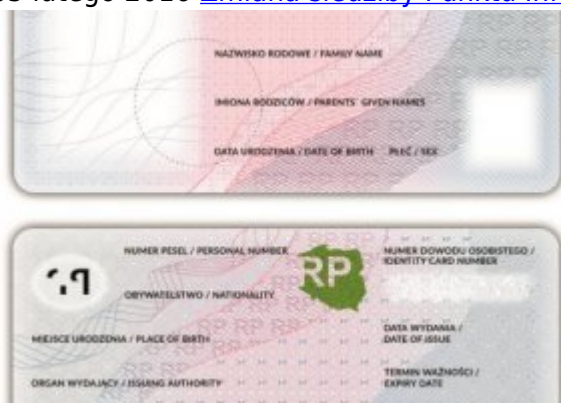 NAZWISKO RODOWE / FAMILY NAME
IMIONA RODZICÓW / PARENTS' GIVEN NAMES
DATA URODZENIA / DATE OF BIRTH PŁEĆ / SEX
NUMER PESEL / PERSONAL NUMBER
RP
NUMER DOWODU OSOBISTEGO /
IDENTITY CARD NUMBER
OBYWATELSTWO / NATIONALITY
MIEJSCE URODZENIA / PLACE OF BIRTH
DATA WYDANIA /
DATE OF ISSUE
ORGAN WYDAJĄCY / ISSUING AUTHORITY
TERMIN WAŻNOŚCI /
EXPIRY DATE